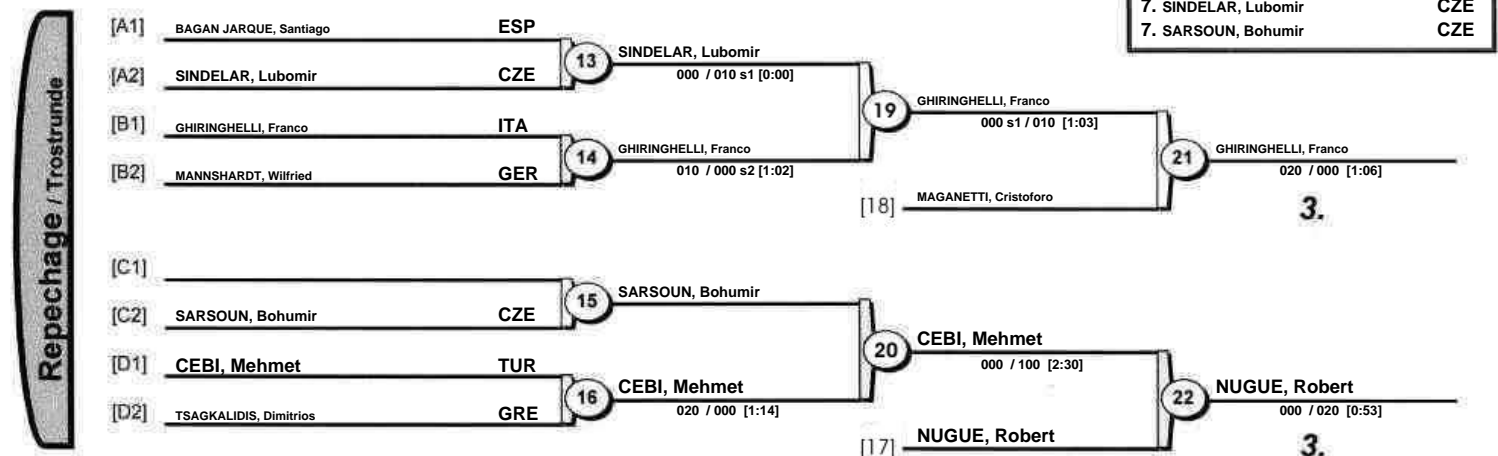 7. SINDELAR, Lubomir CZE
7. SARSOUN, Bohumir CZE
Repechage / Trostrunde
[A1] BAGAN JARQUE, Santiago ESP
13 SINDELAR, Lubomir
000 / 010 s1 [0:00]
[A2] SINDELAR, Lubomir CZE
19 GHIRINGHELLI, Franco
000 s1 / 010 [1:03]
[B1] GHIRINGHELLI, Franco ITA
14 GHIRINGHELLI, Franco
010 / 000 s2 [1:02]
[B2] MANNSHARDT, Wilfried GER
21 GHIRINGHELLI, Franco
020 / 000 [1:06]
[18] MAGANETTI, Cristoforo
3.
[C1]
15 SARSOUN, Bohumir
[C2] SARSOUN, Bohumir CZE
20 CEBI, Mehmet
000 / 100 [2:30]
[D1] CEBI, Mehmet TUR
16 CEBI, Mehmet
020 / 000 [1:14]
[D2] TSAGKALIDIS, Dimitrios GRE
22 NUGUE, Robert
000 / 020 [0:53]
[17] NUGUE, Robert
3.